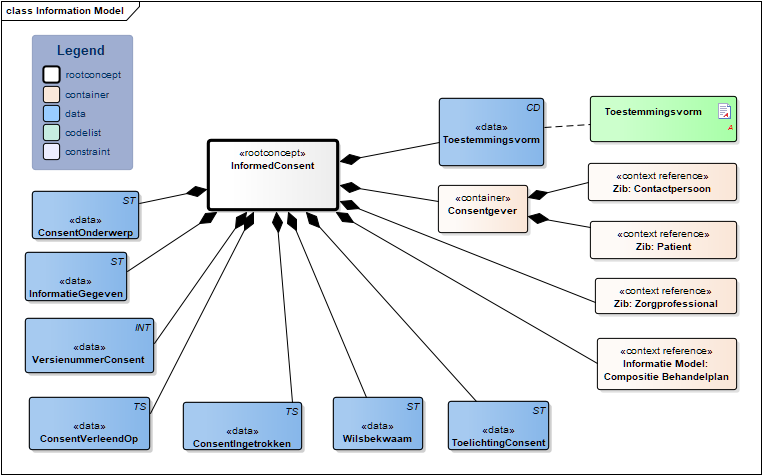 class Information Model
Legend
rootconcept
container
data
codelist
constraint
«rootconcept»
InformedConsent
CD
«data»
Toestemmingsvorm
Toestemmingsvorm
A
«container»
Consentgever
«context reference»
Zib: Contactpersoon
«context reference»
Zib: Patient
«context reference»
Zib: Zorgprofessional
«context reference»
Informatie Model:
Compositie Behandelplan
ST
«data»
ConsentOnderwerp
ST
«data»
InformatieGegeven
INT
«data»
VersienummerConsent
TS
«data»
ConsentVerleendOp
TS
«data»
ConsentIngetrokken
ST
«data»
Wilsbekwaam
ST
«data»
ToelichtingConsent